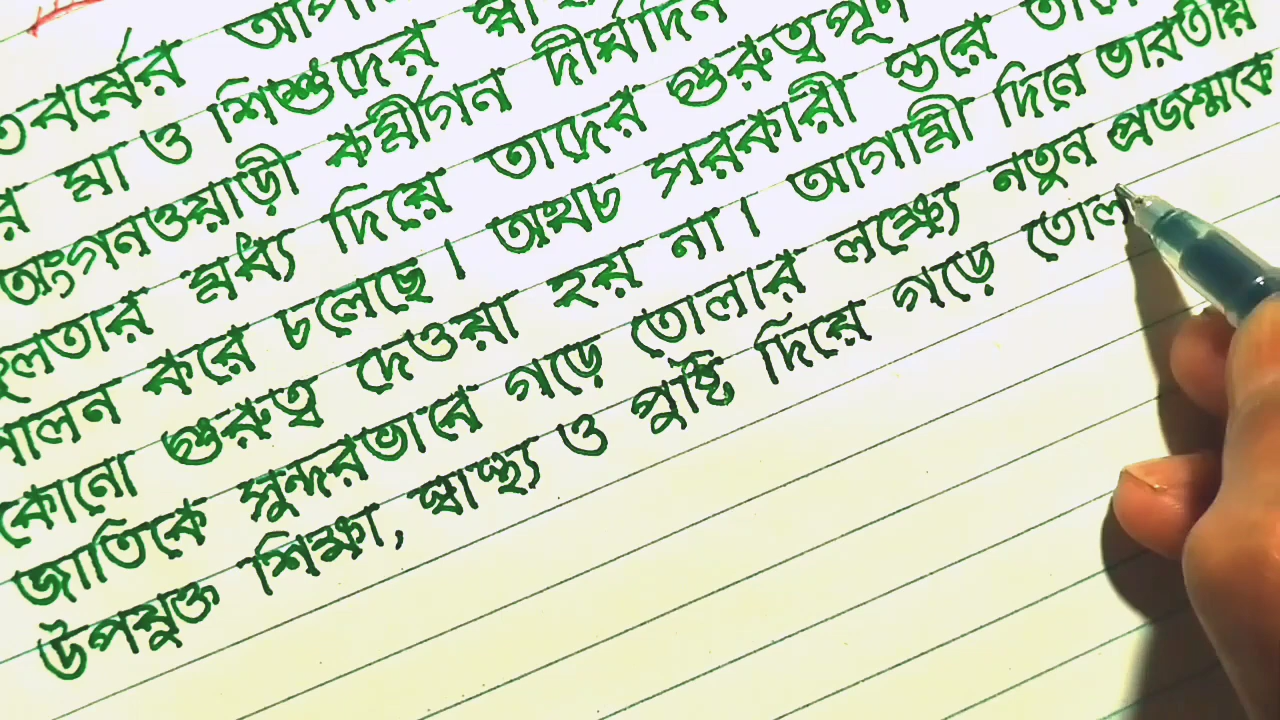 তবর্ষের আপা
র মা ও শিশুদের স্বা
অংগনওয়াড়ী কর্মীগন দীর্ঘদিন
কুলতার মধ্য দিয়ে তাদের গুরুত্বপূর্ণ
পালন করে চলেছে। অথচ সরকারী স্তরে তাদে
কোনো গুরুত্ব দেওয়া হয় না। আগামী দিনে ভারতীয়
জাতিকে সুন্দরভাবে গড়ে তোলার লক্ষ্যে নতুন প্রজন্মকে
উপযুক্ত শিক্ষা, স্বাস্থ্য ও পুষ্টি দিয়ে গড়ে তোল